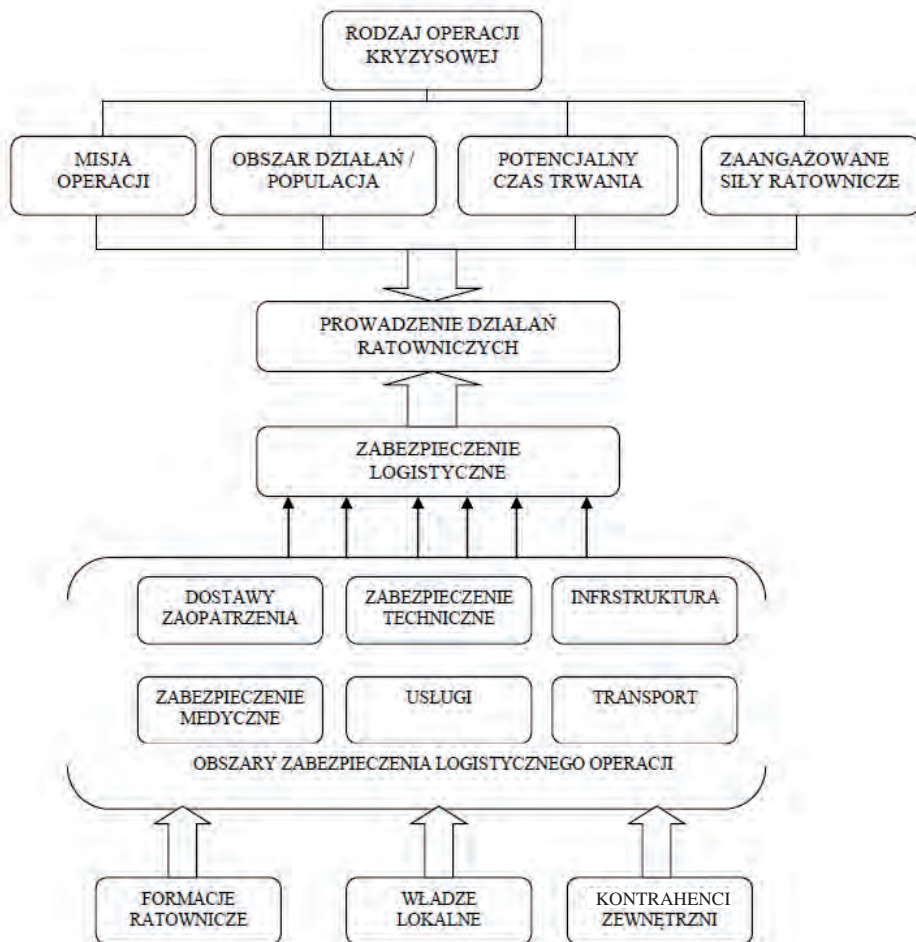 RODZAJ OPERACJI
KRYZYSOWEJ
MISJA
OPERACJI
OBSZAR DZIAŁAŃ /
POPULACJA
POTENCJALNY
CZAS TRWANIA
ZAANGAŻOWANE
SIŁY RATOWNICZE
PROWADZENIE DZIAŁAŃ
RATOWNICZYCH
ZABEZPIECZENIE
LOGISTYCZNE
DOSTAWY
ZAOPATRZENIA
ZABEZPIECZENIE
TECHNICZNE
INFRSTRUKTURA
ZABEZPIECZENIE
MEDYCZNE
USŁUGI
TRANSPORT
OBSZARY ZABEZPIECZENIA LOGISTYCZNEGO OPERACJI
FORMACJE
RATOWNICZE
WŁADZE
LOKALNE
KONTRAHENCI
ZEWNĘTRZNI